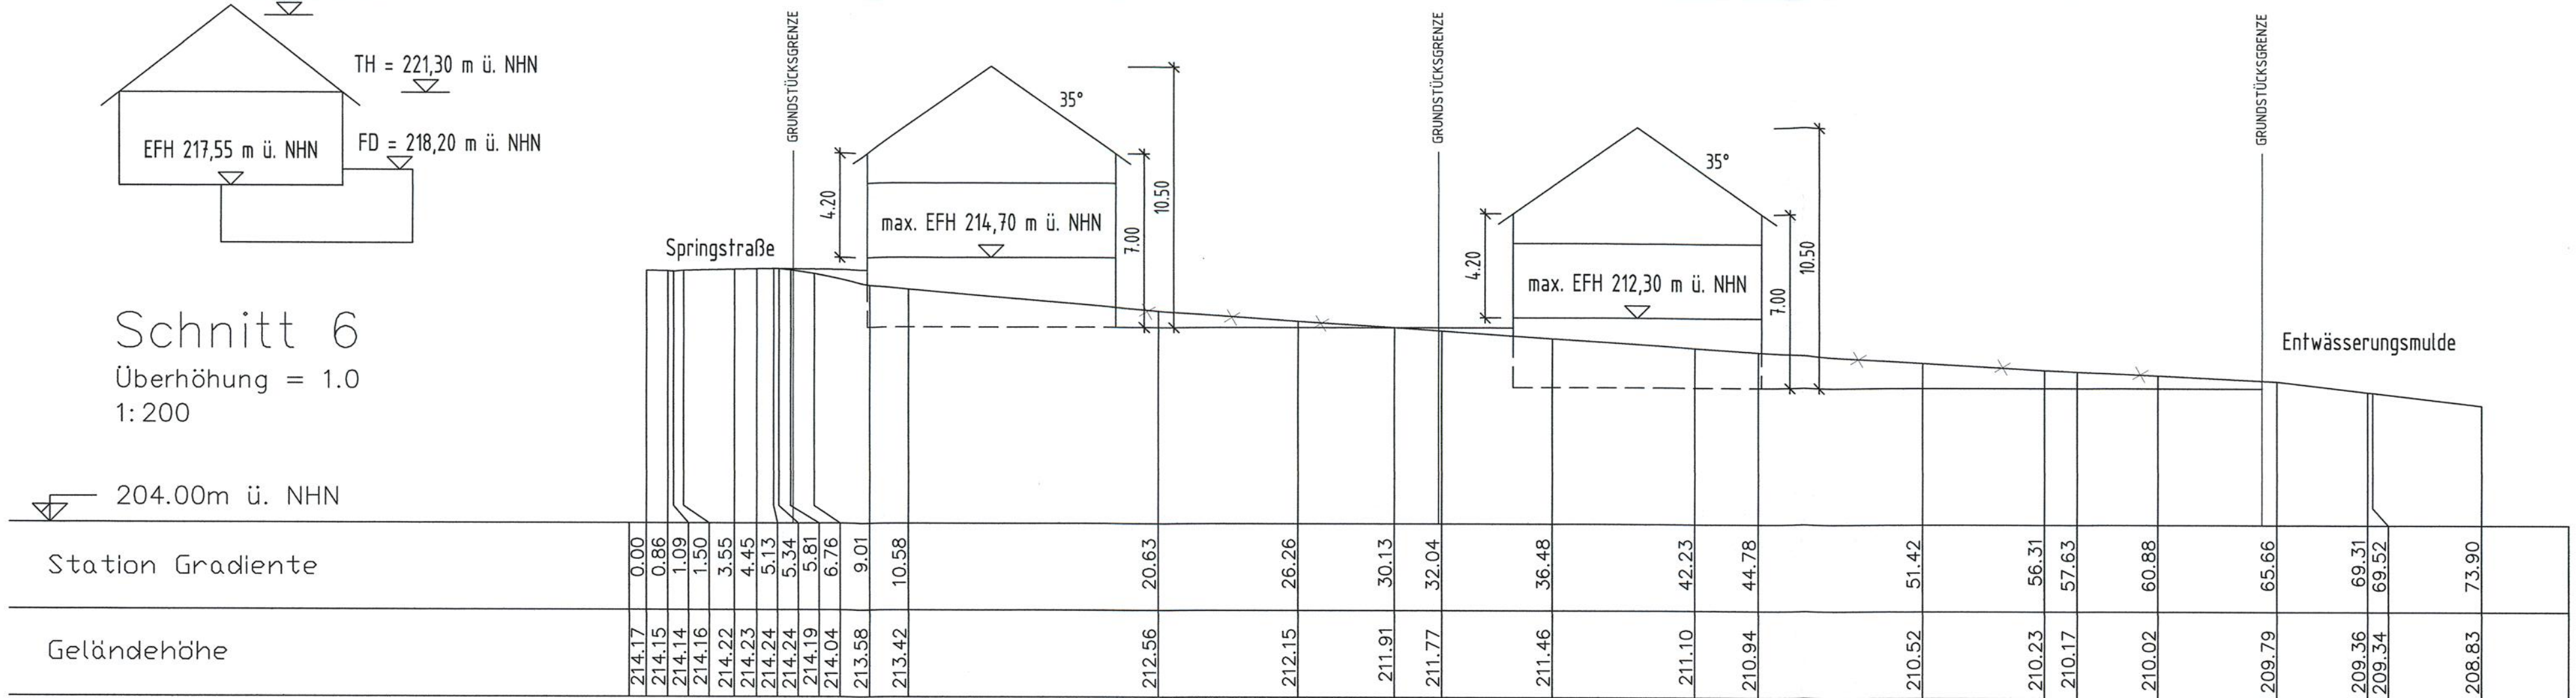 TH = 221,30 m ü. NHN
EFH 217,55 m ü. NHN
FD = 218,20 m ü. NHN
GRUNDSTÜCKSGRENZE
GRUNDSTÜCKSGRENZE
GRUNDSTÜCKSGRENZE
35°
4.20
max. EFH 214,70 m ü. NHN
7.00
10.50
35°
4.20
max. EFH 212,30 m ü. NHN
7.00
10.50
Springstraße
Entwässerungsmulde
Schnitt 6
Überhöhung = 1.0
1:200
204.00m ü. NHN
Station Gradiente 0.00 0.86 1.09 1.50 3.55 4.45 5.13 5.34 5.81 6.76 9.01 10.58 20.63 26.26 30.13 32.04 36.48 42.23 44.78 51.42 56.31 57.63 60.88 65.66 69.31 69.52 73.90
Geländehöhe 214.17 214.15 214.14 214.16 214.22 214.23 214.24 214.24 214.19 214.04 213.58 213.42 212.56 212.15 211.91 211.77 211.46 211.10 210.94 210.52 210.23 210.17 210.02 209.79 209.36 209.34 208.83